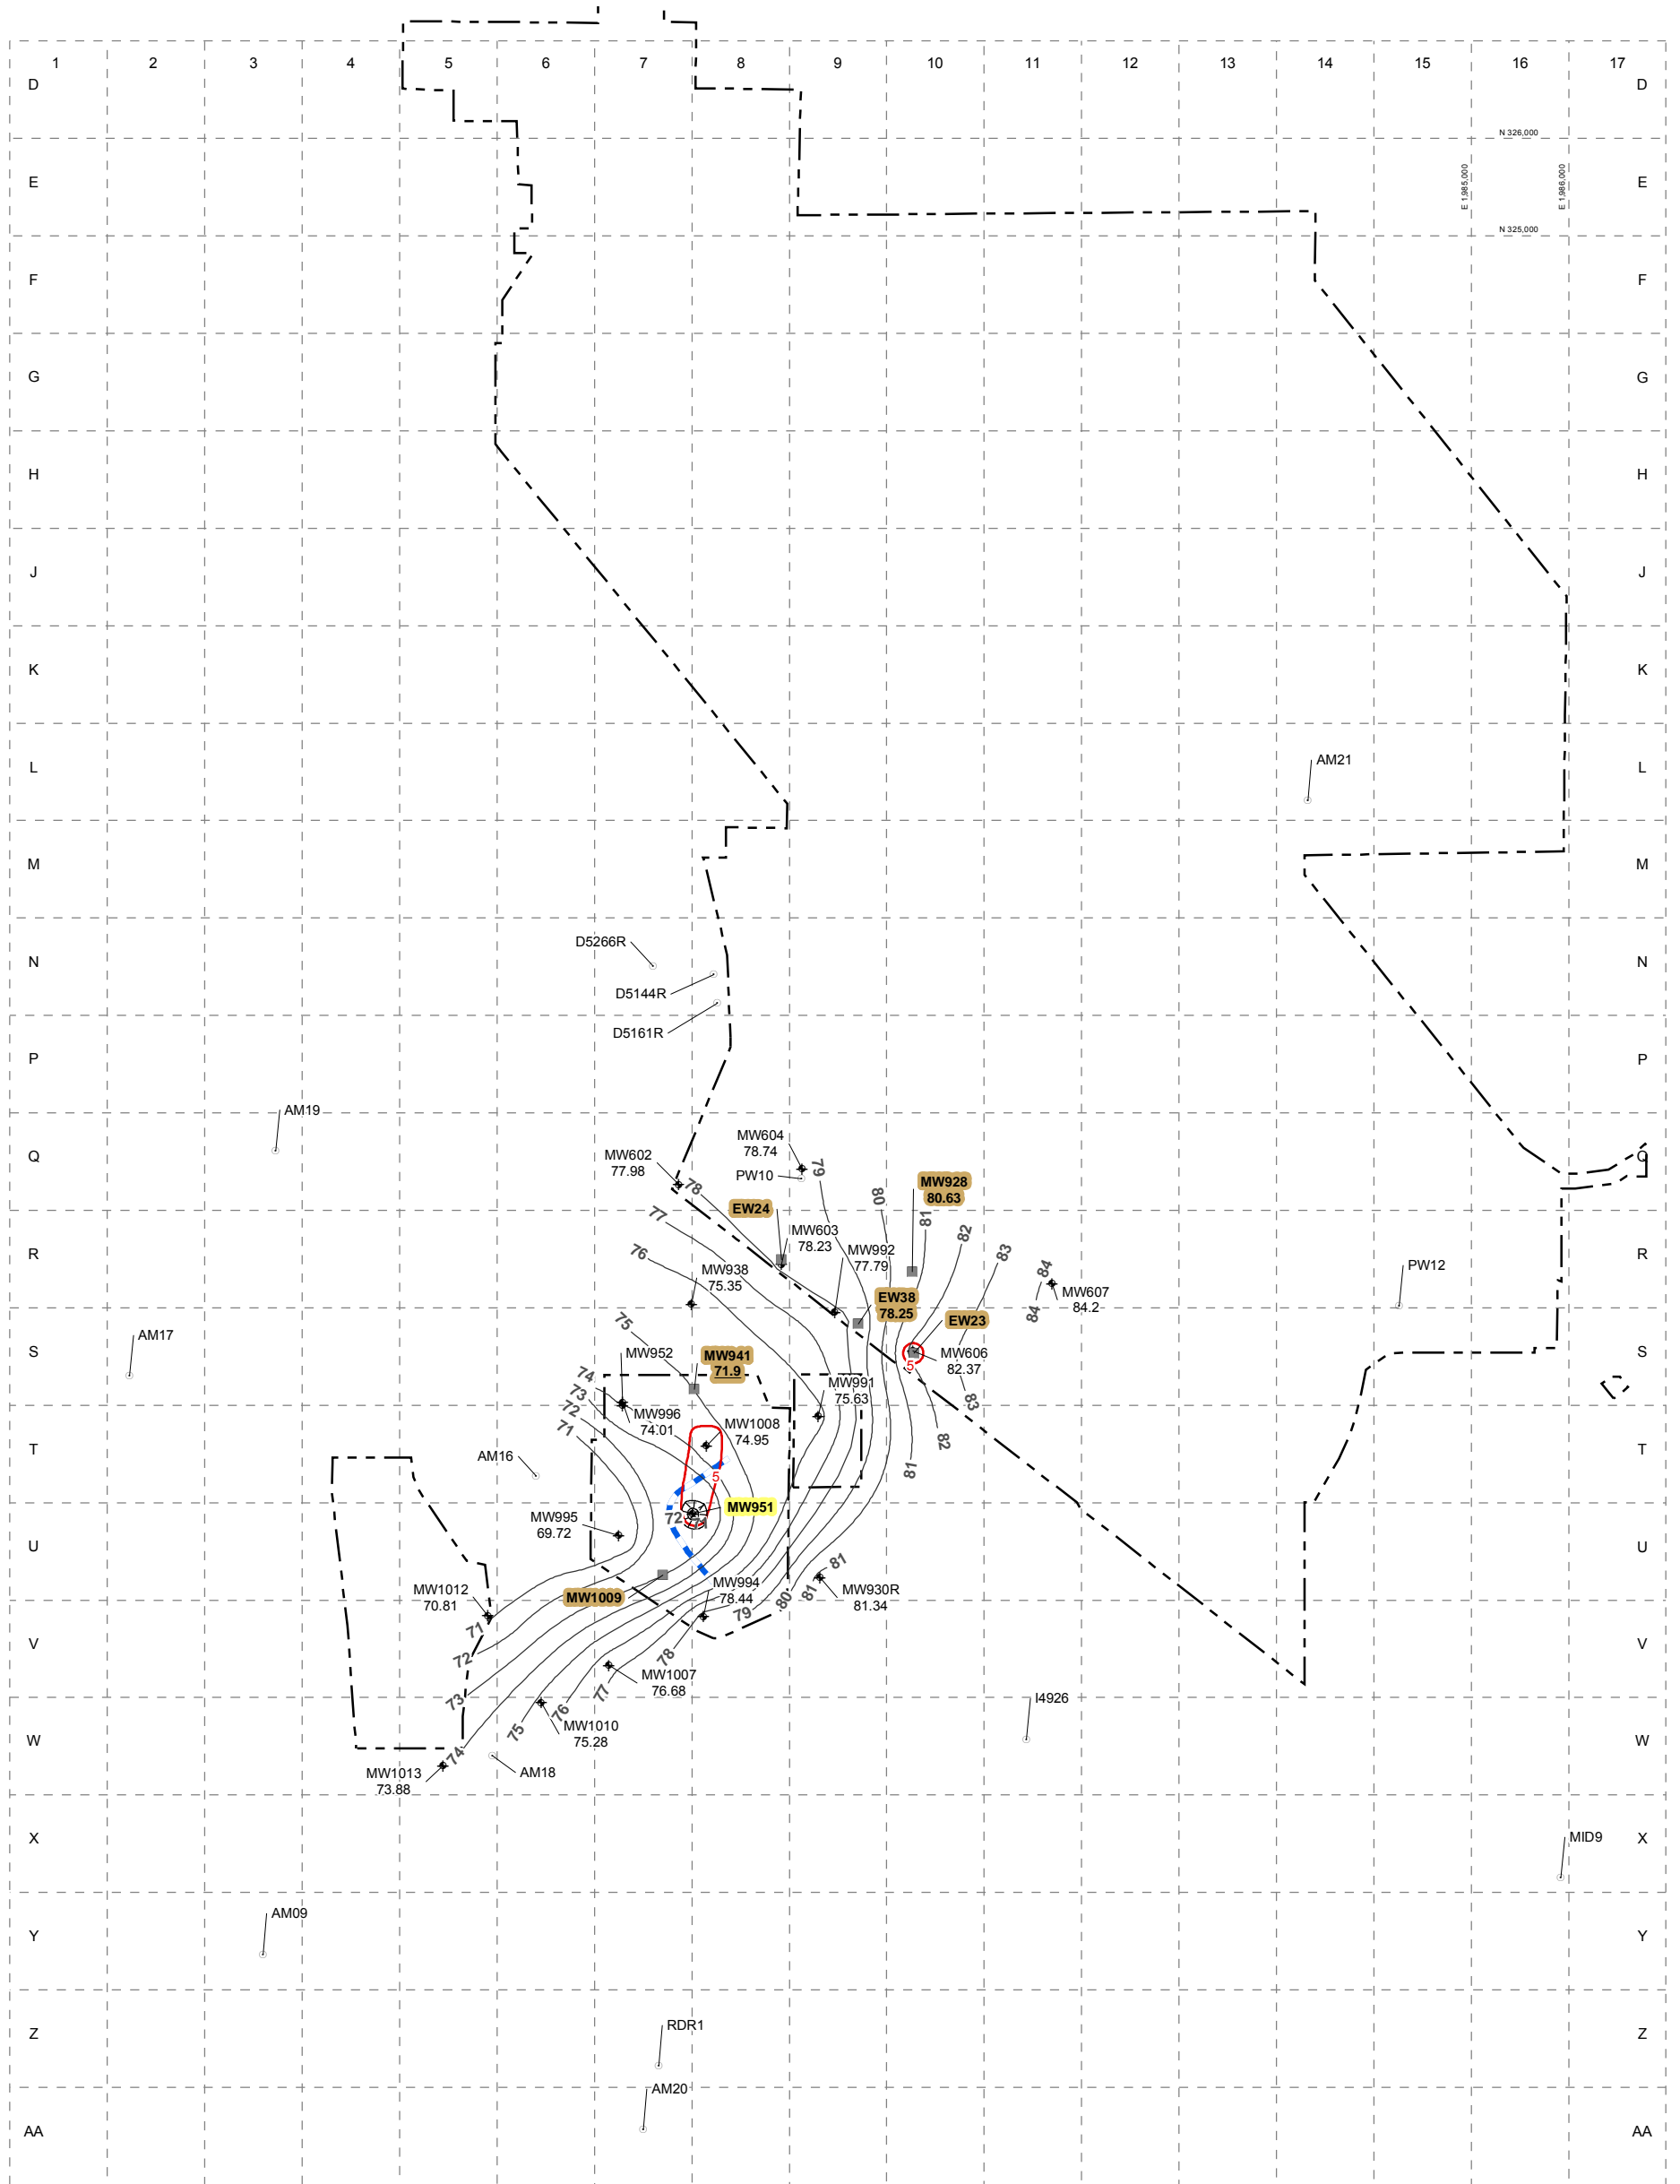 1 2 3 4 5 6 7 8 9 10 11 12 13 14 15 16 17
D D
N 326,000
E E
E 1,985,000
E 1,986,000
N 325,000
F F
G G
H H
J J
K K
L L
AM21
M M
D5266R
N N
D5144R
D5161R
P P
AM19
MW604
78.74
Q Q
MW602
77.98
PW10
79
78
80
MW928
80.63
EW24
77
81
MW603
78.23
82
76
MW992
77.79
83
R R
MW938
75.35
84
PW12
MW607
84.2
EW38
78.25
84
75
EW23
AM17
S S
MW952
MW941
71.9
MW606
82.37
5
74
MW991
75.63
73
83
72
MW996
74.01
MW1008
74.95
71
82
T T
AM16
81
5
MW951
72
71
MW995
69.72
U U
81
MW1012
70.81
MW994
78.44
MW930R
81.34
81
MW1009
80
79
71
V V
72
78
MW1007
76.68
77
73
I4926
76
75
MW1010
75.28
W W
74
MW1013
73.88
AM18
X X
MID9
AM09
Y Y
RDR1
Z Z
AM20
AA AA